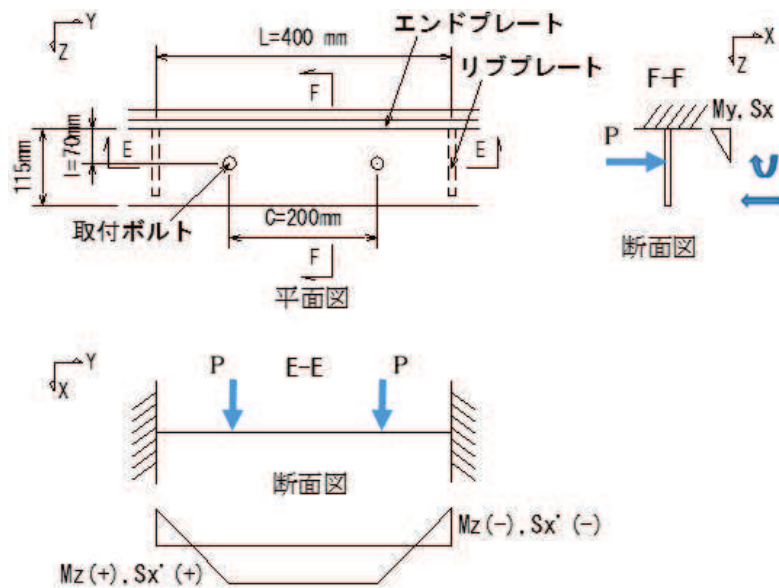 Y
Z
L=400 mm
エンドプレート
リブプレート
F
115mm
l=70mm
E
E
取付ボルト
C=200mm
F
平面図
X
Z
F-F
My, Sx
P
断面図
Y
X
P
E-E
P
断面図
Mz(-), Sx'(-)
Mz(+), Sx'(+)